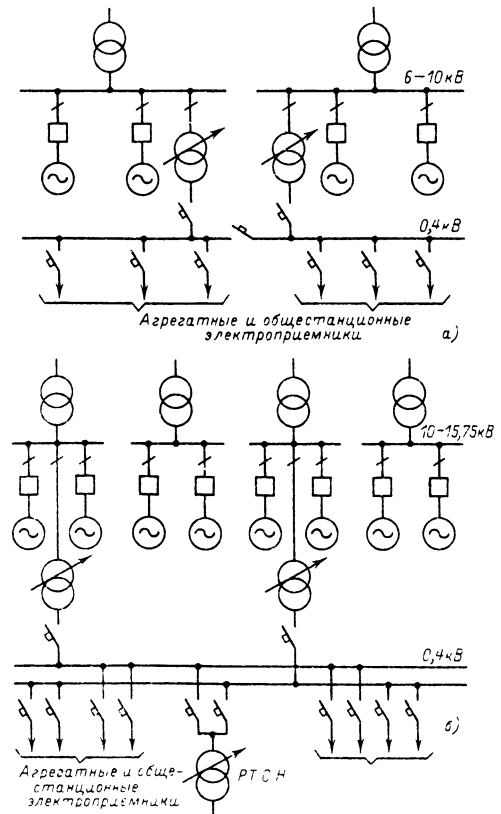 6–10кВ
0,4кВ
Агрегатные и общестанционные
электроприемники
а)
10–15,75кВ
0,4кВ
б)
Агрегатные и обще-
станционные
электроприемники
РТСН